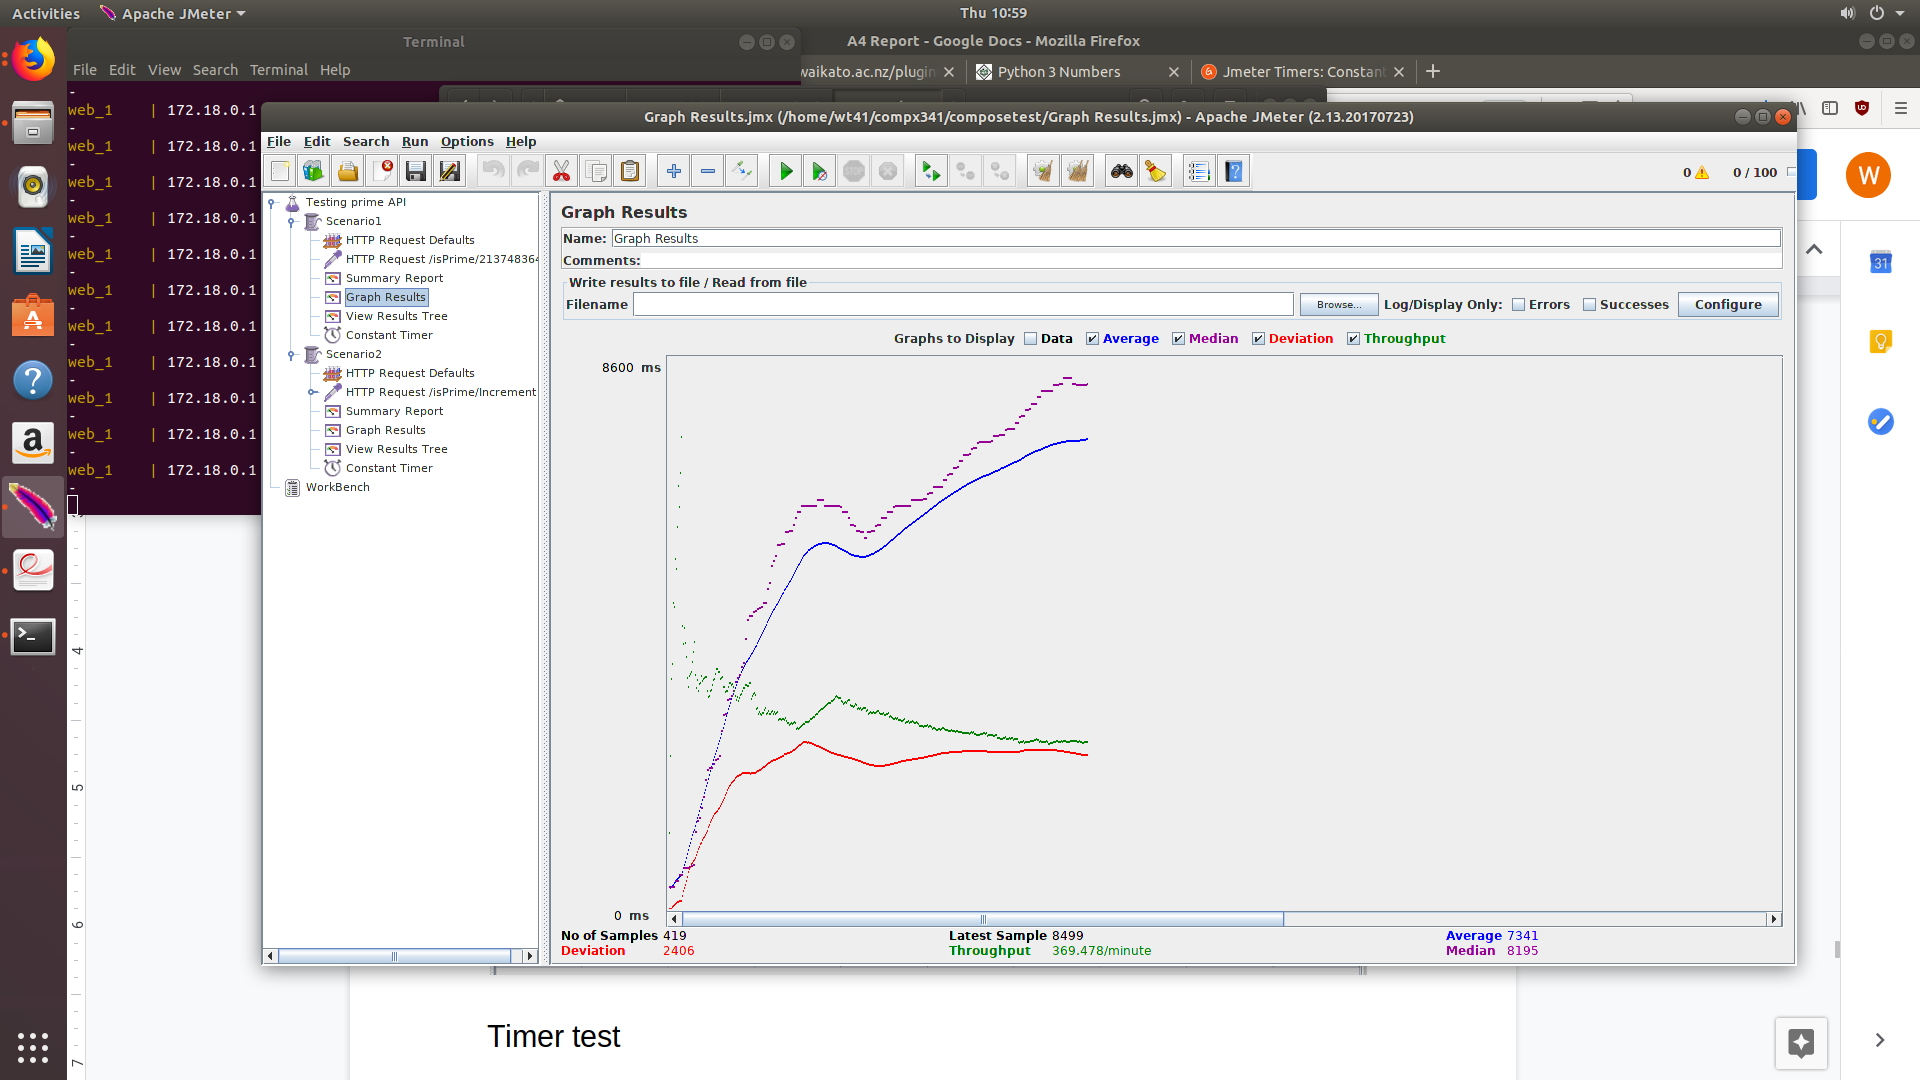 Activities
Apache JMeter
Thu 10:59
Terminal
A4 Report - Google Docs - Mozilla Firefox
File Edit View Search Terminal Help
waikato.ac.nz/plugin
Python 3 Numbers
Jmeter Timers: Constant
-
web_1 | 172.18.0.1
-
web_1 | 172.18.0.1
-
web_1 | 172.18.0.1
-
web_1 | 172.18.0.1
-
web_1 | 172.18.0.1
-
web_1 | 172.18.0.1
-
web_1 | 172.18.0.1
-
web_1 | 172.18.0.1
-
web_1 | 172.18.0.1
-
web_1 | 172.18.0.1
-
web_1 | 172.18.0.1
-
Graph Results.jmx (/home/wt41/compx341/composetest/Graph Results.jmx) - Apache JMeter (2.13.20170723)
File Edit Search Run Options Help
0
0 / 100
W
31
Testing prime API
Scenario1
HTTP Request Defaults
HTTP Request /isPrime/213748364
Summary Report
Graph Results
View Results Tree
Constant Timer
Scenario2
HTTP Request Defaults
HTTP Request /isPrime/Increment
Summary Report
Graph Results
View Results Tree
Constant Timer
WorkBench
Graph Results
Name: Graph Results
Comments:
Write results to file / Read from file
Filename
Browse...
Log/Display Only:
Errors
Successes
Configure
Graphs to Display
Data
Average
Median
Deviation
Throughput
8600 ms
0 ms
No of Samples 419
Latest Sample 8499
Average 7341
Deviation 2406
Throughput 369.478/minute
Median 8195
4
5
6
7
Timer test